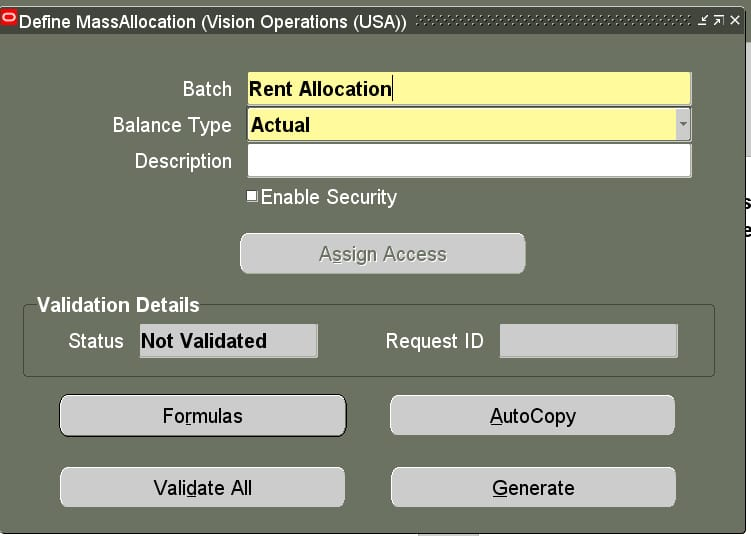 Define MassAllocation (Vision Operations (USA))
Batch Rent Allocation
Balance Type Actual
Description
Enable Security
Assign Access
Validation Details
Status Not Validated Request ID
Formulas AutoCopy
Validate All Generate